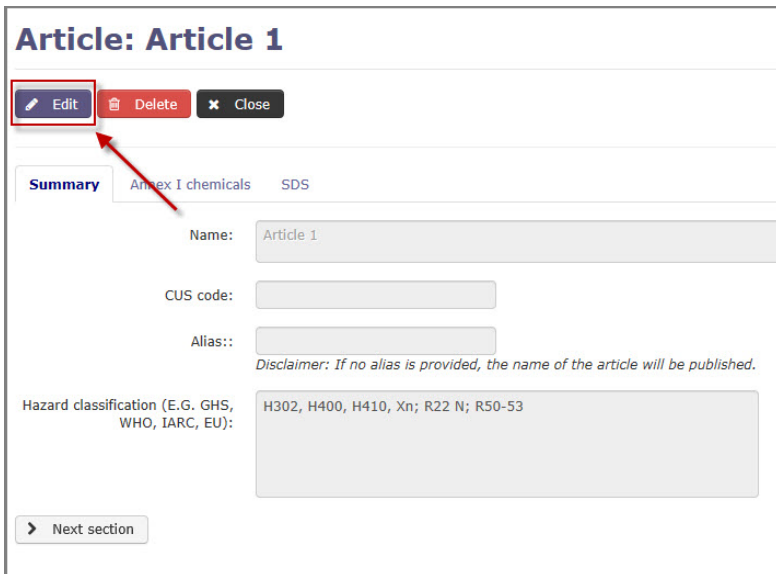 Article: Article 1
Edit Delete Close
Summary Annex I chemicals SDS
Name: Article 1
CUS code:
Alias::
Disclaimer: If no alias is provided, the name of the article will be published.
Hazard classification (E.G. GHS, H302, H400, H410, Xn; R22 N; R50-53
WHO, IARC, EU):
Next section